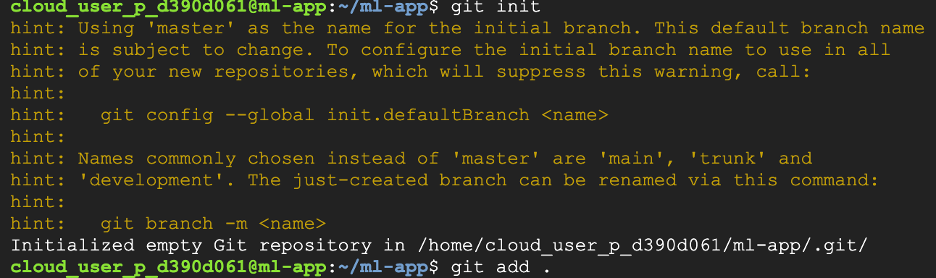 cloud_user_p_d390d061@ml-app:~/ml-app$ git init
hint: Using 'master' as the name for the initial branch. This default branch name
hint: is subject to change. To configure the initial branch name to use in all
hint: of your new repositories, which will suppress this warning, call:
hint:
hint:   git config --global init.defaultBranch <name>
hint:
hint: Names commonly chosen instead of 'master' are 'main', 'trunk' and
hint: 'development'. The just-created branch can be renamed via this command:
hint:
hint:   git branch -m <name>
Initialized empty Git repository in /home/cloud_user_p_d390d061/ml-app/.git/
cloud_user_p_d390d061@ml-app:~/ml-app$ git add .